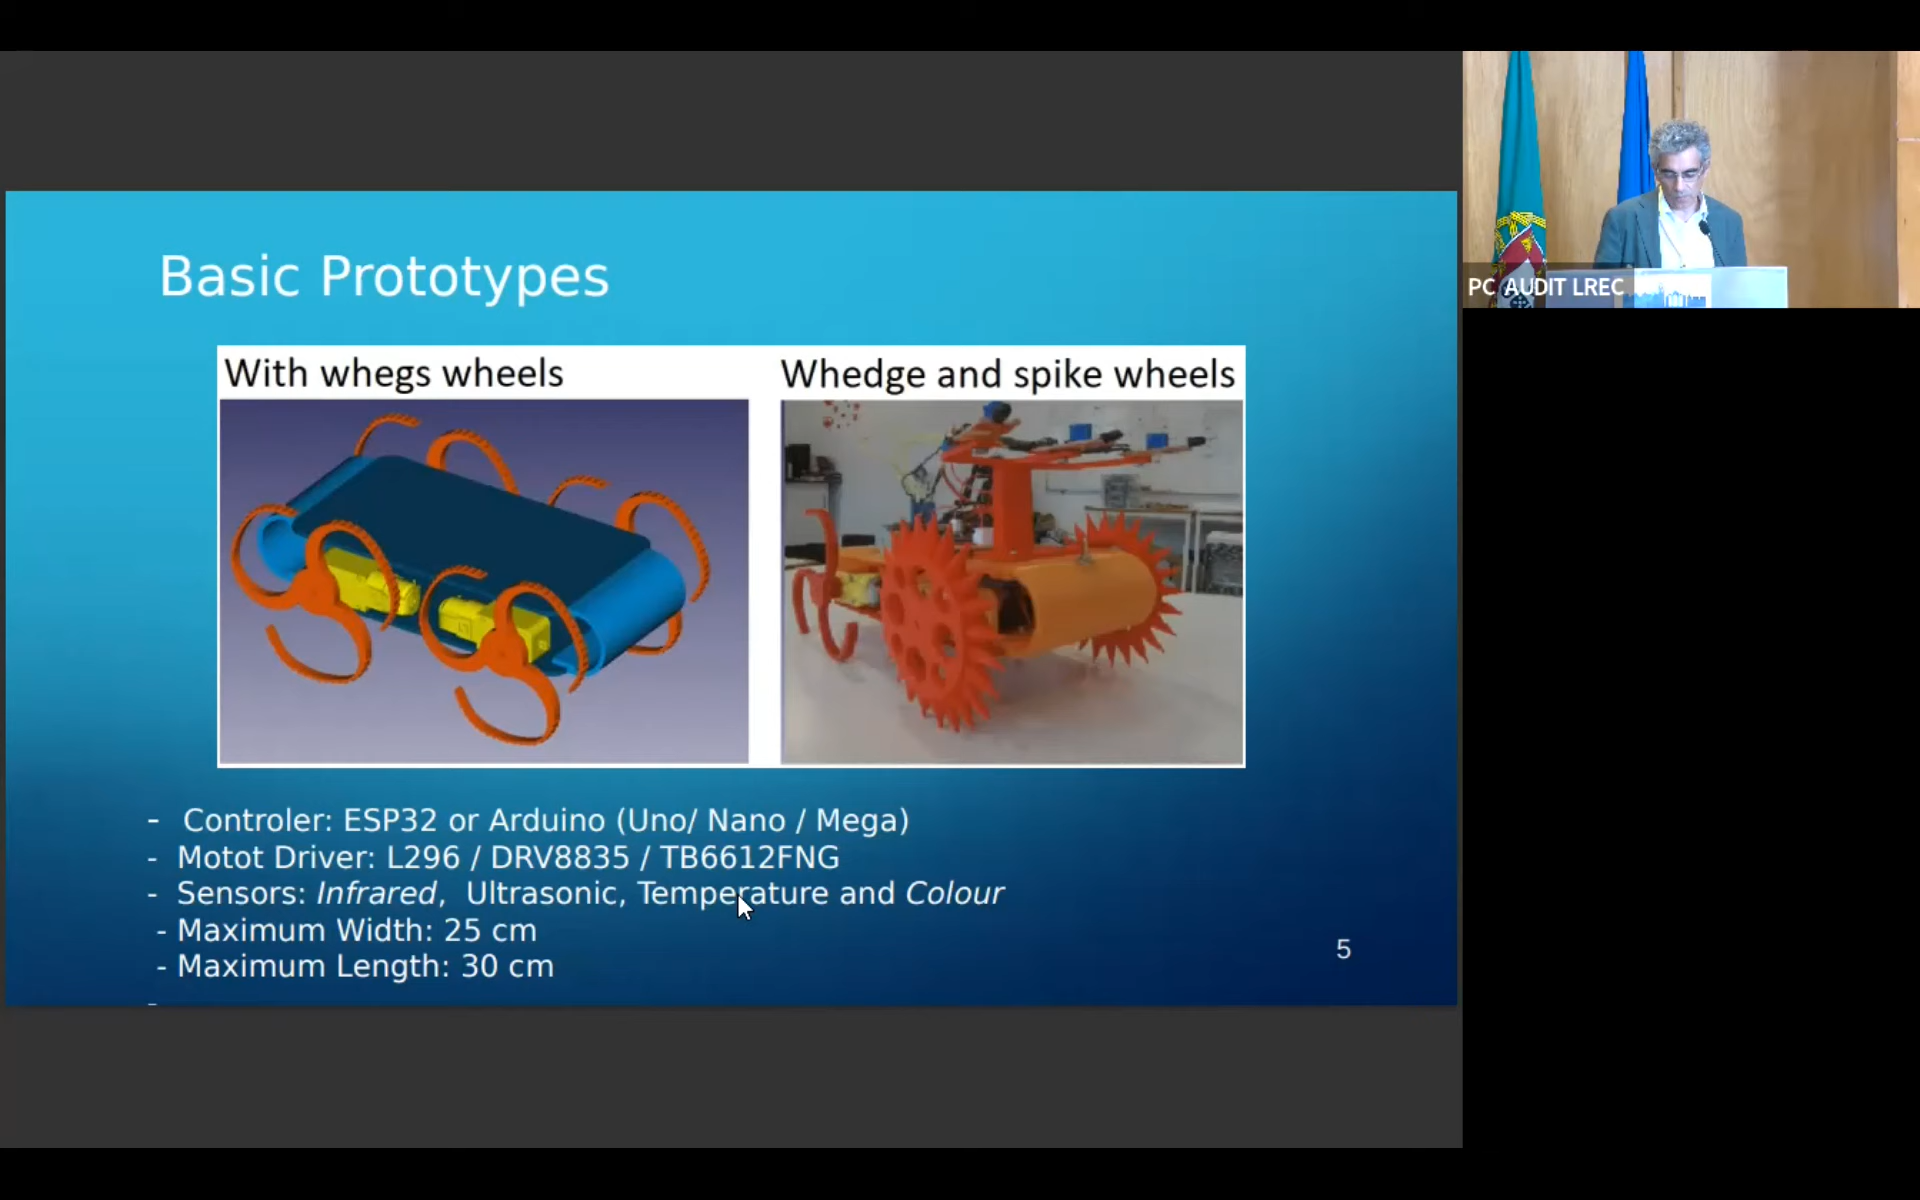 Basic Prototypes
With whegs wheels
Whedge and spike wheels
- Controler: ESP32 or Arduino (Uno/ Nano / Mega)
- Motot Driver: L296 / DRV8835 / TB6612FNG
- Sensors: Infrared, Ultrasonic, Temperature and Colour
- Maximum Width: 25 cm
- Maximum Length: 30 cm
-
5
PC AUDIT LREC